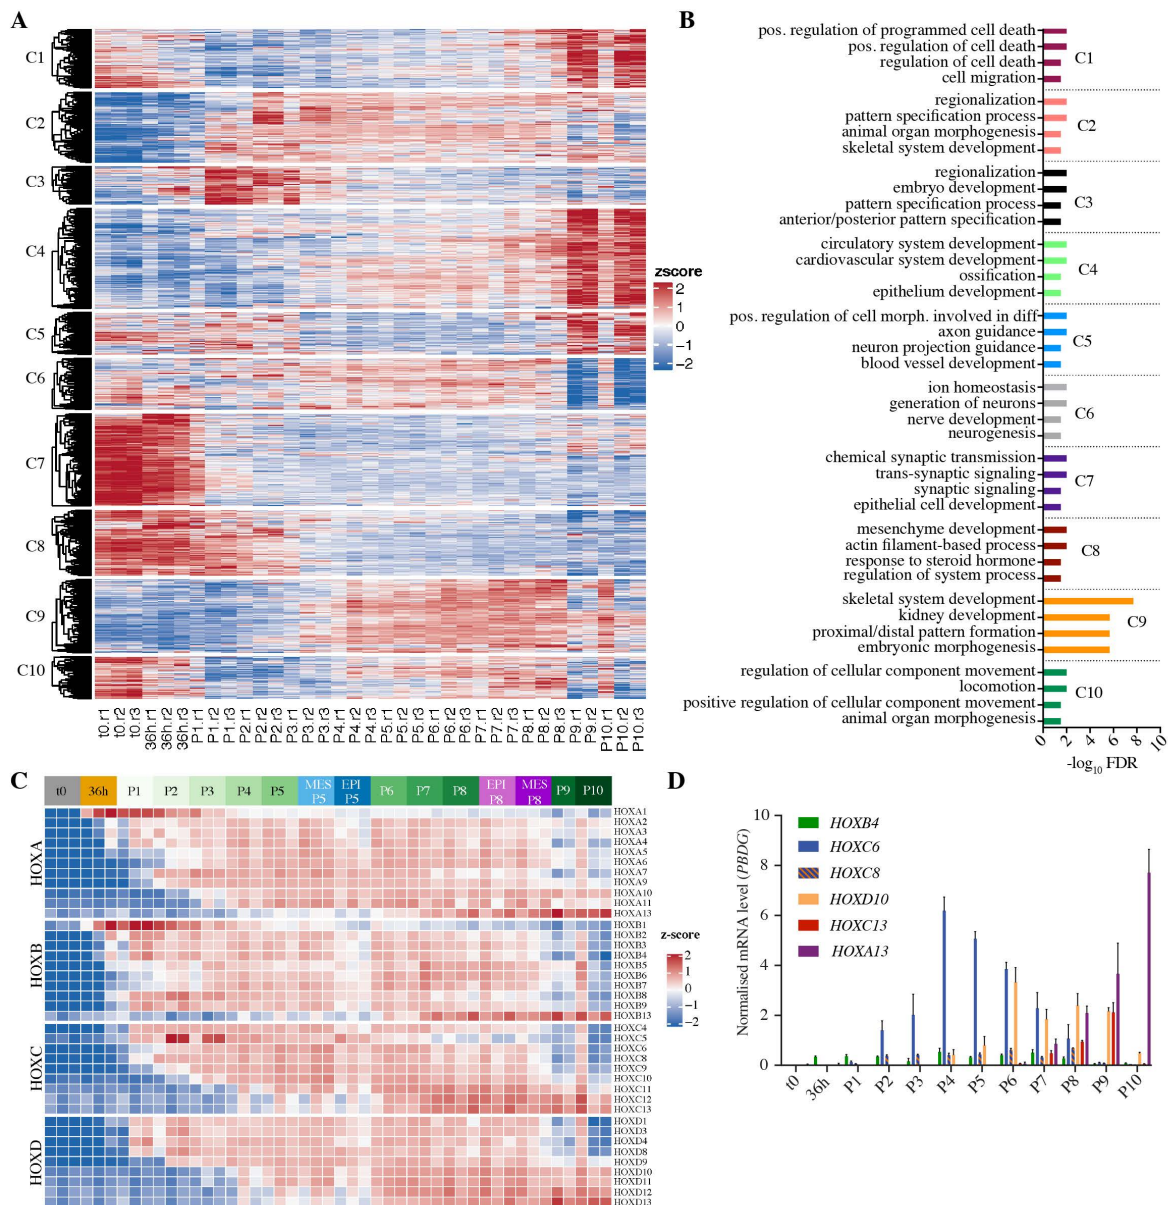 A
C1
C2
C3
C4
C5
C6
C7
C8
C9
C10
zscore
2
1
0
−1
−2
t0.r1
t0.r2
t0.r3
36h.r1
36h.r2
36h.r3
P1.r1
P1.r2
P1.r3
P2.r1
P2.r2
P2.r3
P3.r1
P3.r2
P3.r3
P4.r1
P4.r2
P4.r3
P5.r1
P5.r2
P5.r3
P6.r1
P6.r2
P6.r3
P7.r1
P7.r2
P7.r3
P8.r1
P8.r2
P8.r3
P9.r1
P9.r2
P10.r1
P10.r2
P10.r3
B
pos. regulation of programmed cell death
pos. regulation of cell death
regulation of cell death
cell migration
C1
regionalization
pattern specification process
animal organ morphogenesis
skeletal system development
C2
regionalization
embryo development
pattern specification process
anterior/posterior pattern specification
C3
circulatory system development
cardiovascular system development
ossification
epithelium development
C4
pos. regulation of cell morph. involved in diff
axon guidance
neuron projection guidance
blood vessel development
C5
ion homeostasis
generation of neurons
nerve development
neurogenesis
C6
chemical synaptic transmission
trans-synaptic signaling
synaptic signaling
epithelial cell development
C7
mesenchyme development
actin filament-based process
response to steroid hormone
regulation of system process
C8
skeletal system development
kidney development
proximal/distal pattern formation
embryonic morphogenesis
C9
regulation of cellular component movement
locomotion
positive regulation of cellular component movement
animal organ morphogenesis
C10
0 2 4 6 8 10
-log10 FDR
C
t0 36h P1 P2 P3 P4 P5 MES P5 EPI P5 P6 P7 P8 EPI P8 MES P8 P9 P10
HOXA
HOXA1
HOXA2
HOXA3
HOXA4
HOXA5
HOXA6
HOXA7
HOXA9
HOXA10
HOXA11
HOXA13
HOXB
HOXB1
HOXB2
HOXB3
HOXB4
HOXB5
HOXB6
HOXB7
HOXB8
HOXB9
HOXB13
HOXC
HOXC4
HOXC5
HOXC6
HOXC8
HOXC9
HOXC10
HOXC11
HOXC12
HOXC13
HOXD
HOXD1
HOXD3
HOXD4
HOXD8
HOXD9
HOXD10
HOXD11
HOXD12
HOXD13
z-score
2
1
0
−1
−2
D
Normalised mRNA level (PBDG)
10
8
6
4
2
0
HOXB4
HOXC6
HOXC8
HOXD10
HOXC13
HOXA13
t0 36h P1 P2 P3 P4 P5 P6 P7 P8 P9 P10